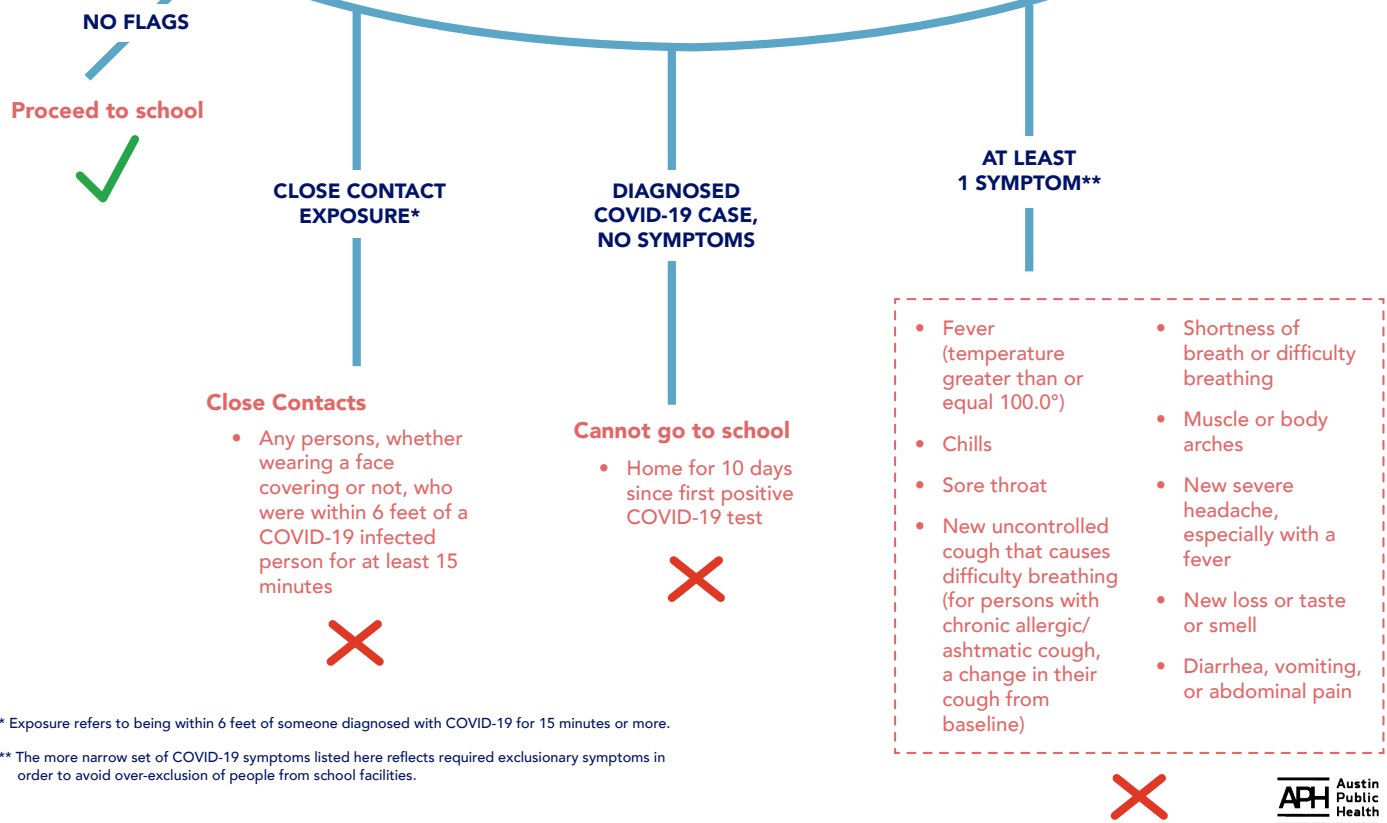 NO FLAGS
Proceed to school
CLOSE CONTACT
EXPOSURE*
Close Contacts
• Any persons, whether
wearing a face
covering or not, who
were within 6 feet of a
COVID-19 infected
person for at least 15
minutes
DIAGNOSED
COVID-19 CASE,
NO SYMPTOMS
Cannot go to school
• Home for 10 days
since first positive
COVID-19 test
AT LEAST
1 SYMPTOM**
• Fever
(temperature
greater than or
equal 100.0°)
• Chills
• Sore throat
• New uncontrolled
cough that causes
difficulty breathing
(for persons with
chronic allergic/
ashtmatic cough,
a change in their
cough from
baseline)
• Shortness of
breath or difficulty
breathing
• Muscle or body
arches
• New severe
headache,
especially with a
fever
• New loss or taste
or smell
• Diarrhea, vomiting,
or abdominal pain
* Exposure refers to being within 6 feet of someone diagnosed with COVID-19 for 15 minutes or more.
** The more narrow set of COVID-19 symptoms listed here reflects required exclusionary symptoms in
order to avoid over-exclusion of people from school facilities.
APH
Austin
Public
Health